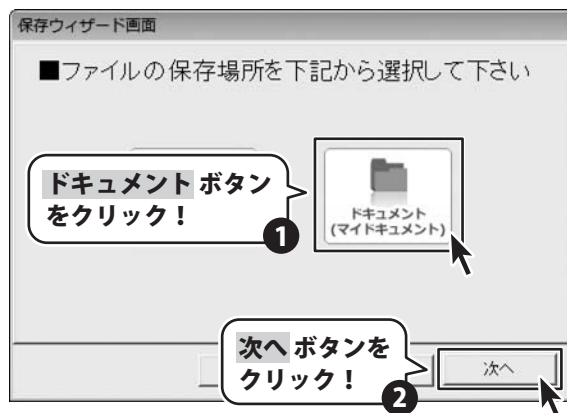 保存ウィザード画面
■ファイルの保存場所を下記から選択して下さい
ドキュメント ボタン
をクリック！
1
ドキュメント
(マイドキュメント)
次へ ボタンを
クリック！
2
次へ